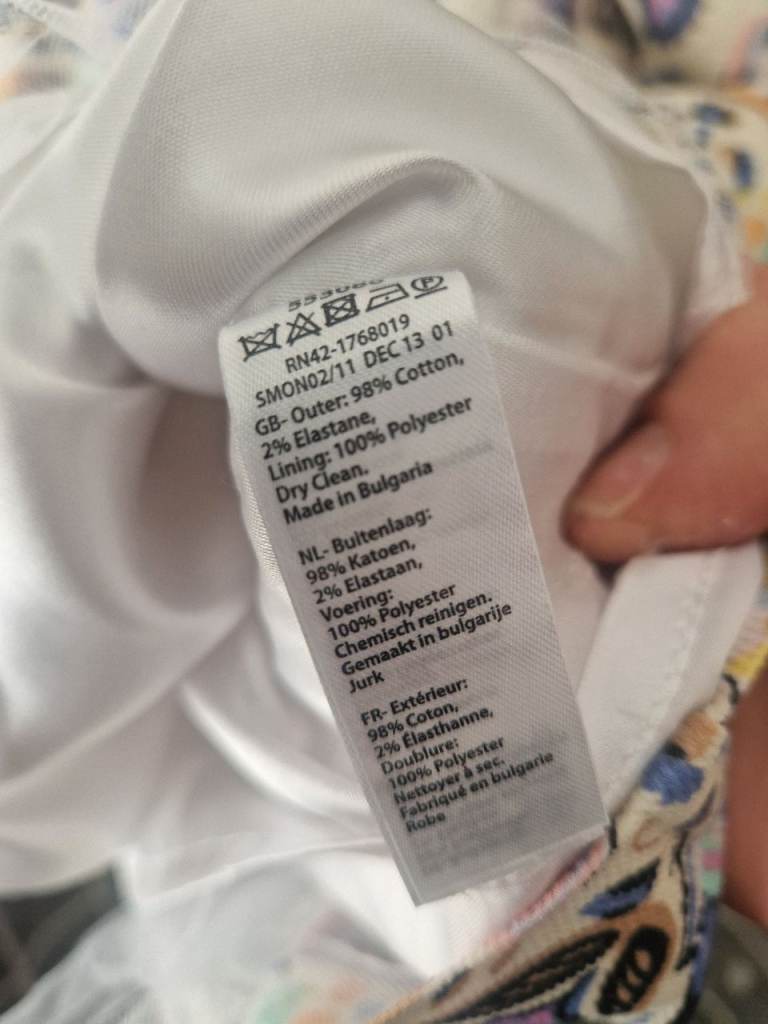 RN42-1768019
SMON02/11 DEC 13 01
GB- Outer: 98% Cotton,
2% Elastane,
Lining: 100% Polyester
Dry Clean.
Made in Bulgaria
NL- Buitenlaag:
98% Katoen,
2% Elastaan,
Voering:
100% Polyester
Chemisch reinigen.
Gemaakt in bulgarije
Jurk
FR- Extérieur:
98% Coton,
2% Élasthanne,
Doublure:
100% Polyester
Nettoyer à sec.
Fabriqué en bulgarie
Robe